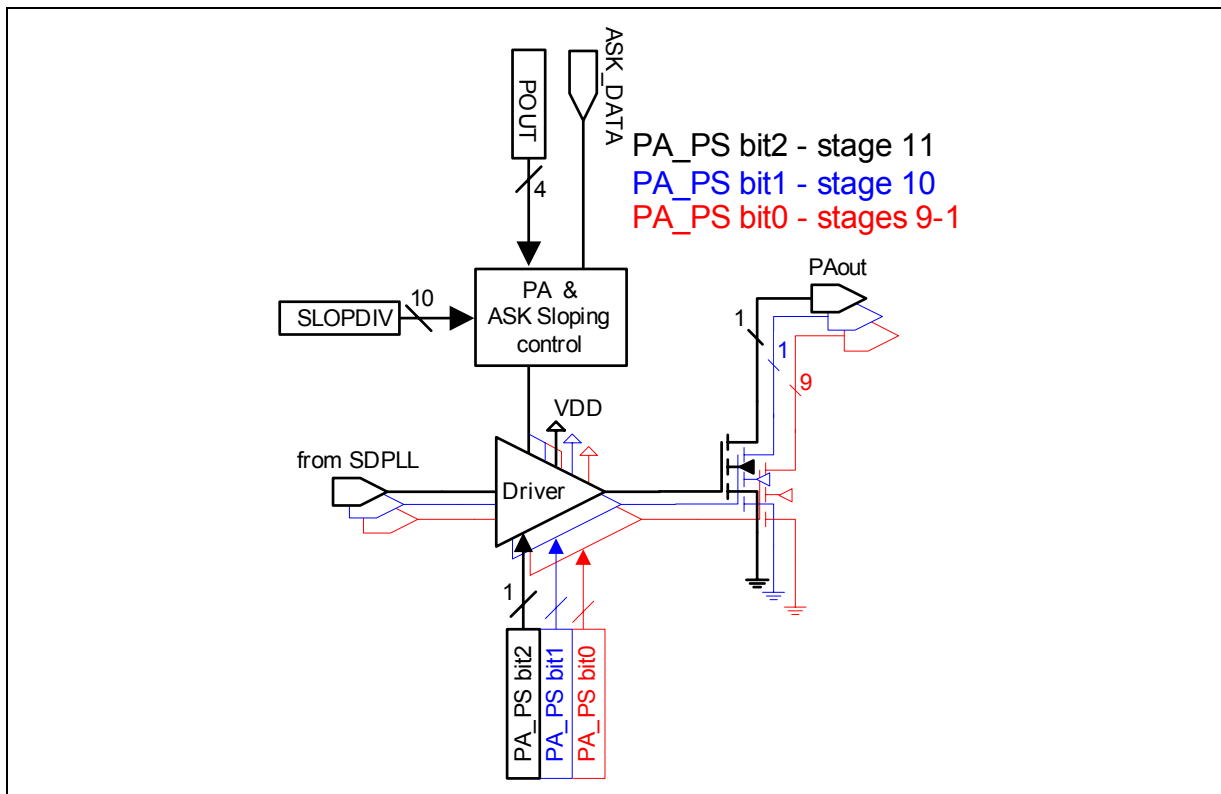 POUT
ASK_DATA
4
PA_PS bit2 - stage 11
PA_PS bit1 - stage 10
PA_PS bit0 - stages 9-1
SLOPDIV
10
PA &
ASK Sloping
control
PAout
1
1
9
VDD
from SDPLL
Driver
1
PA_PS bit2
PA_PS bit1
PA_PS bit0